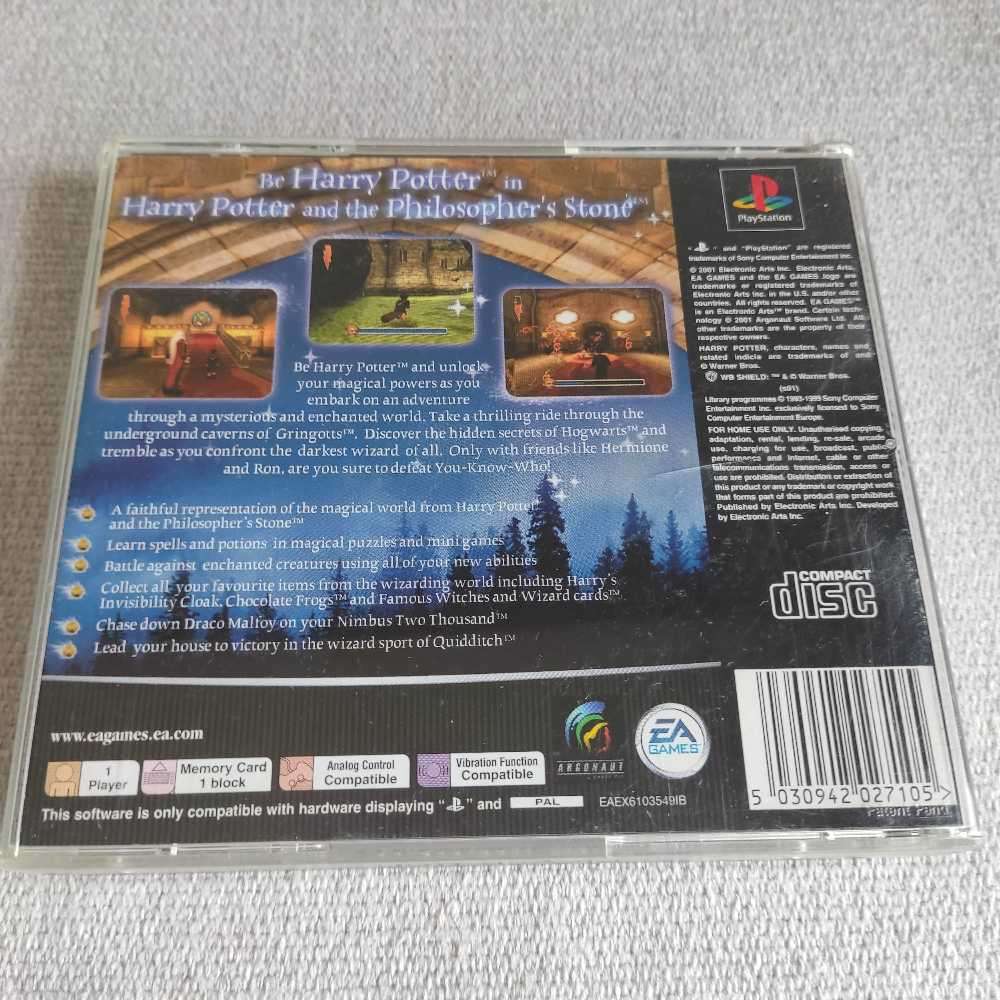 Be Harry Potter™ in
Harry Potter and the Philosopher's Stone™
Be Harry Potter™ and unlock
your magical powers as you
embark on an adventure
through a mysterious and enchanted world. Take a thrilling ride through the
underground caverns of Gringotts™. Discover the hidden secrets of Hogwarts™ and
tremble as you confront the darkest wizard of all. Only with friends like Hermione
and Ron, are you sure to defeat You-Know-Who!
A faithful representation of the magical world from Harry Potter
and the Philosopher's Stone™
Learn spells and potions in magical puzzles and mini games
Battle against enchanted creatures using all of your new abilities
Collect all your favourite items from the wizarding world including Harry's
Invisibility Cloak, Chocolate Frogs™ and Famous Witches and Wizard cards™
Chase down Draco Malfoy on your Nimbus Two Thousand™
Lead your house to victory in the wizard sport of Quidditch™
PlayStation
" " and "PlayStation" are registered
trademarks of Sony Computer Entertainment Inc.
© 2001 Electronic Arts Inc. Electronic Arts,
EA GAMES and the EA GAMES logo are
trademarks or registered trademarks of
Electronic Arts Inc. in the U.S. and/or other
countries. All rights reserved. EA GAMES™
is an Electronic Arts™ brand. Certain tech-
nology © 2001 Argonaut Software Ltd. All
other trademarks are the property of their
respective owners.
HARRY POTTER, characters, names and
related indicia are trademarks of and
© Warner Bros.
WB SHIELD: ™ & © Warner Bros.
(s01)
Library programmes © 1993-1999 Sony Computer
Entertainment Inc. exclusively licensed to Sony
Computer Entertainment Europe.
FOR HOME USE ONLY. Unauthorised copying,
adaptation, rental, lending, re-sale, arcade
use, charging for use, broadcast, public
performance and internet, cable or other
telecommunications transmission, access or
use are prohibited. Distribution or extraction of
this product or any trademark or copyright work
that forms part of this product are prohibited.
Published by Electronic Arts Inc. Developed
by Electronic Arts Inc.
COMPACT
disc
www.eagames.ea.com
ARGONAUT
EA
GAMES
1
Player
Memory Card
1 block
Analog Control
Compatible
Vibration Function
Compatible
This software is only compatible with hardware displaying " " and PAL
EAEX6103549IB
5 030942 027105 >
Patent Pend